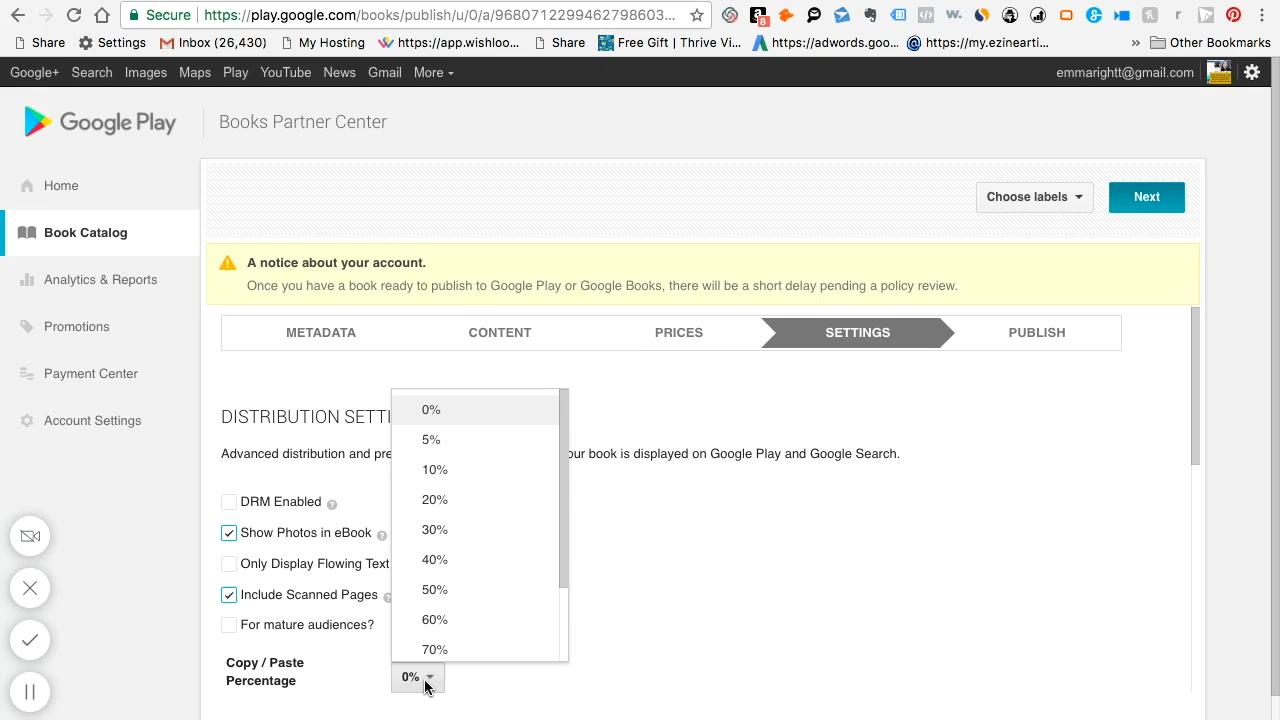 Secure https://play.google.com/books/publish/u/0/a/9680712299462798603...
8
Share Settings Inbox (26,430) My Hosting https://app.wishloo... Share Free Gift | Thrive Vi... https://adwords.goo... https://my.ezinearti... » Other Bookmarks
Google+ Search Images Maps Play YouTube News Gmail More emmarightt@gmail.com
Google Play Books Partner Center
Home
Book Catalog
Analytics & Reports
Promotions
Payment Center
Account Settings
Choose labels Next
A notice about your account.
Once you have a book ready to publish to Google Play or Google Books, there will be a short delay pending a policy review.
METADATA CONTENT PRICES SETTINGS PUBLISH
DISTRIBUTION SETTI
Advanced distribution and pre our book is displayed on Google Play and Google Search.
DRM Enabled ?
Show Photos in eBook ?
Only Display Flowing Text
Include Scanned Pages ?
For mature audiences?
Copy / Paste
Percentage
0%
5%
10%
20%
30%
40%
50%
60%
70%
0%